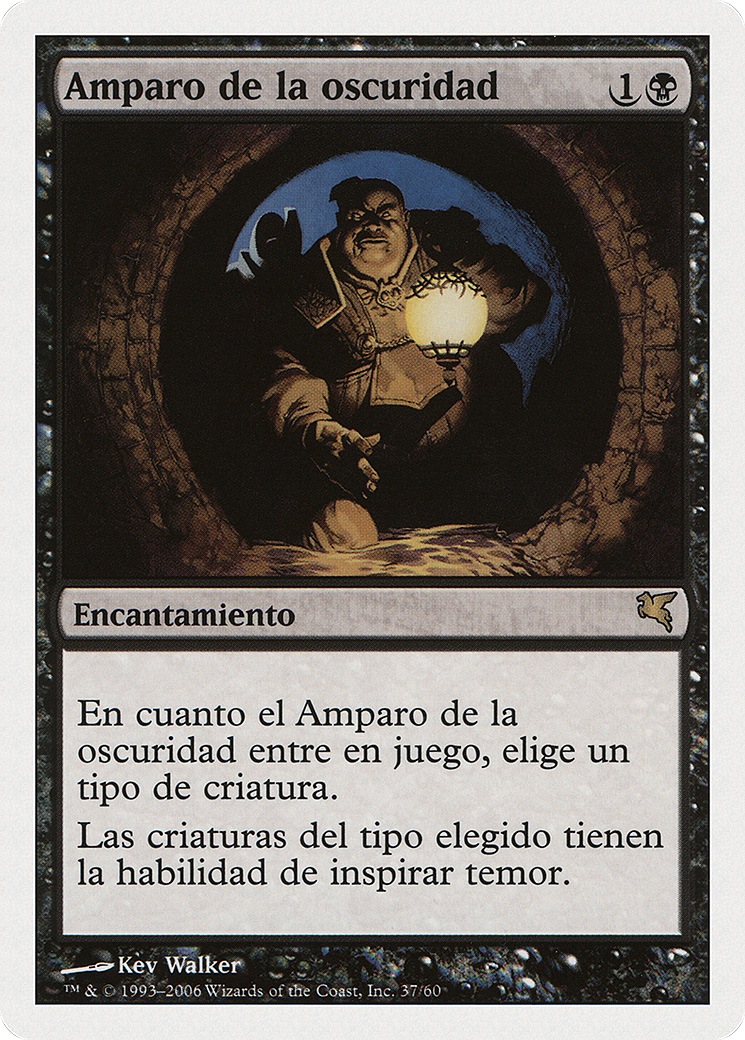 Amparo de la oscuridad 1
Encantamiento
En cuanto el Amparo de la
oscuridad entre en juego, elige un
tipo de criatura.
Las criaturas del tipo elegido tienen
la habilidad de inspirar temor.
Kev Walker
™ & © 1993–2006 Wizards of the Coast, Inc. 37/60